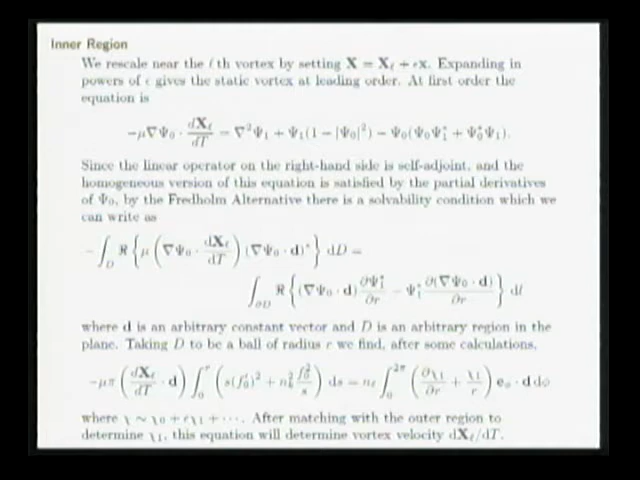 Inner Region
We rescale near the ℓ th vortex by setting X = X_ℓ + ϵx. Expanding in
powers of ϵ gives the static vortex at leading order. At first order the
equation is
−μ∇Ψ₀ · dX_ℓ/dT = ∇²Ψ₁ + Ψ₁(1 − |Ψ₀|²) − Ψ₀(Ψ₀Ψ₁* + Ψ₀*Ψ₁).
Since the linear operator on the right-hand side is self-adjoint, and the
homogeneous version of this equation is satisfied by the partial derivatives
of Ψ₀, by the Fredholm Alternative there is a solvability condition which we
can write as
−∫_D ℜ{μ(∇Ψ₀ · dX_ℓ/dT)(∇Ψ₀ · d)*} dD =
∫_∂D ℜ{(∇Ψ₀ · d) ∂Ψ₁*/∂r − Ψ₁* ∂(∇Ψ₀ · d)/∂r} dl
where d is an arbitrary constant vector and D is an arbitrary region in the
plane. Taking D to be a ball of radius r we find, after some calculations,
−μπ(dX_ℓ/dT · d) ∫₀^r (s(f₀′)² + n_ℓ² f₀²/s) ds = n_ℓ ∫₀^2π (∂χ₁/∂r + χ₁/r) e_φ · d dφ
where χ ∼ χ₀ + ϵχ₁ + ⋯. After matching with the outer region to
determine χ₁, this equation will determine vortex velocity dX_ℓ/dT.